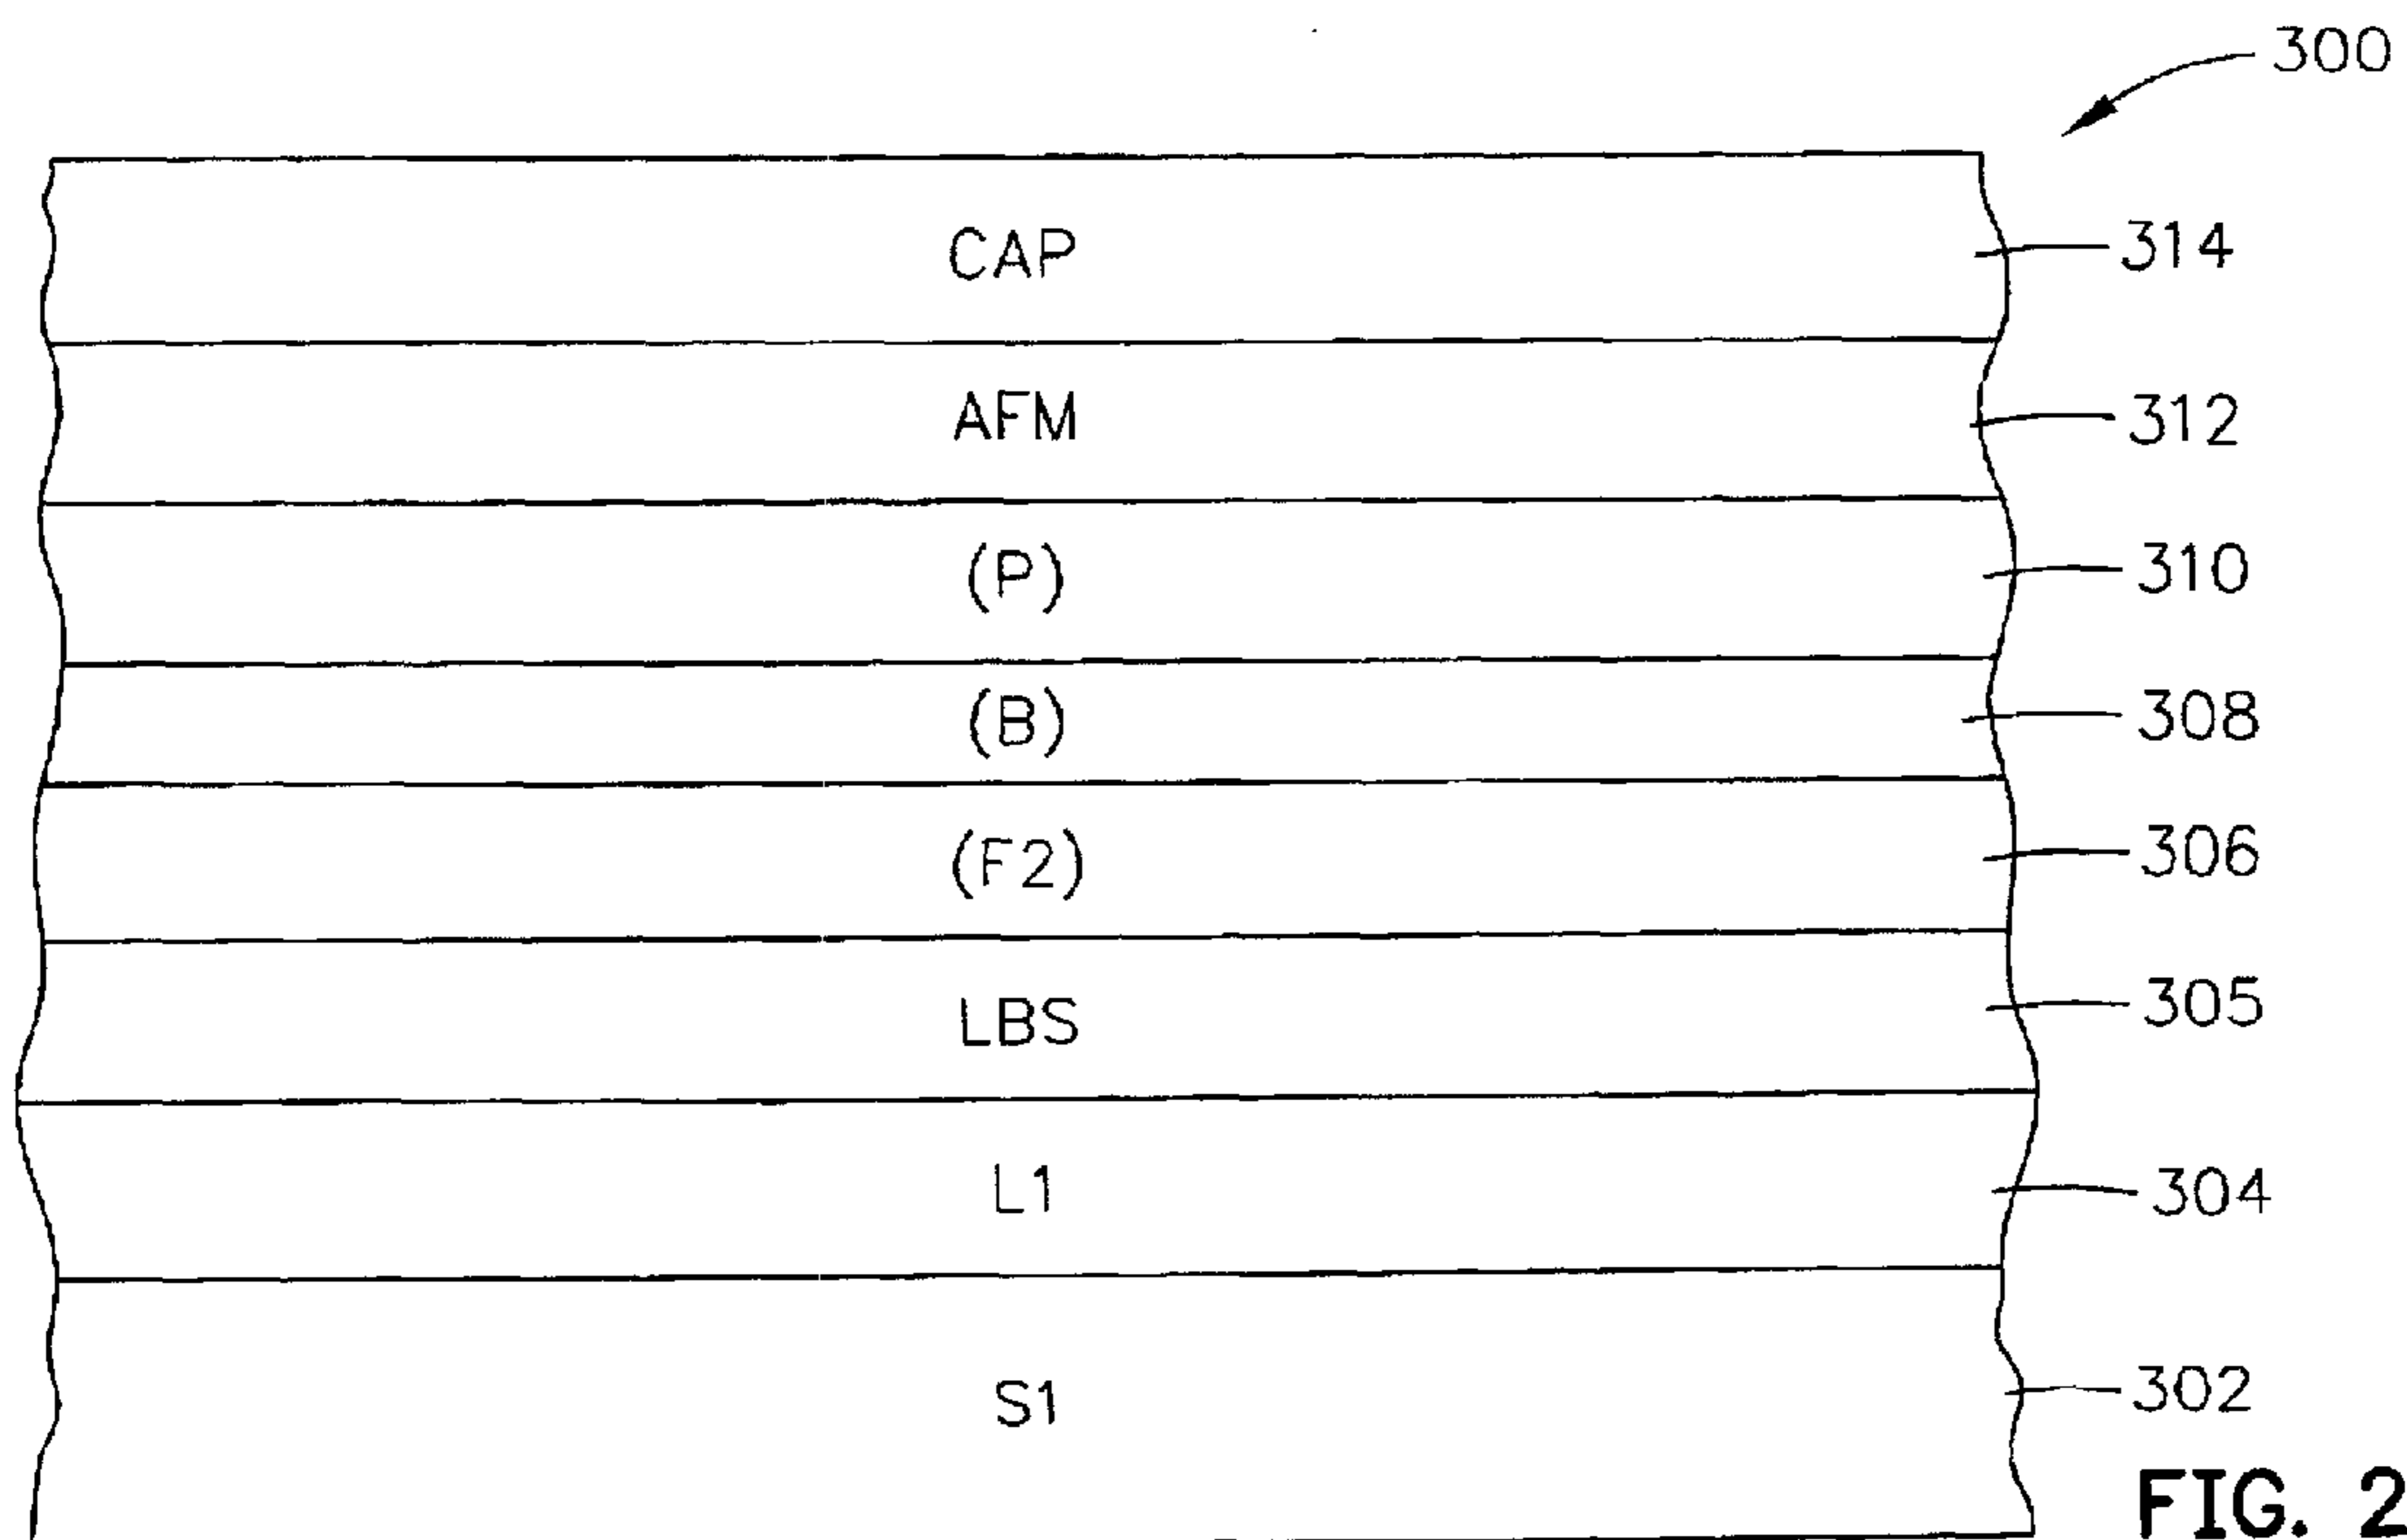 300
CAP 314
AFM 312
(P) 310
(B) 308
(F2) 306
LBS 305
L1 304
S1 302
FIG. 2